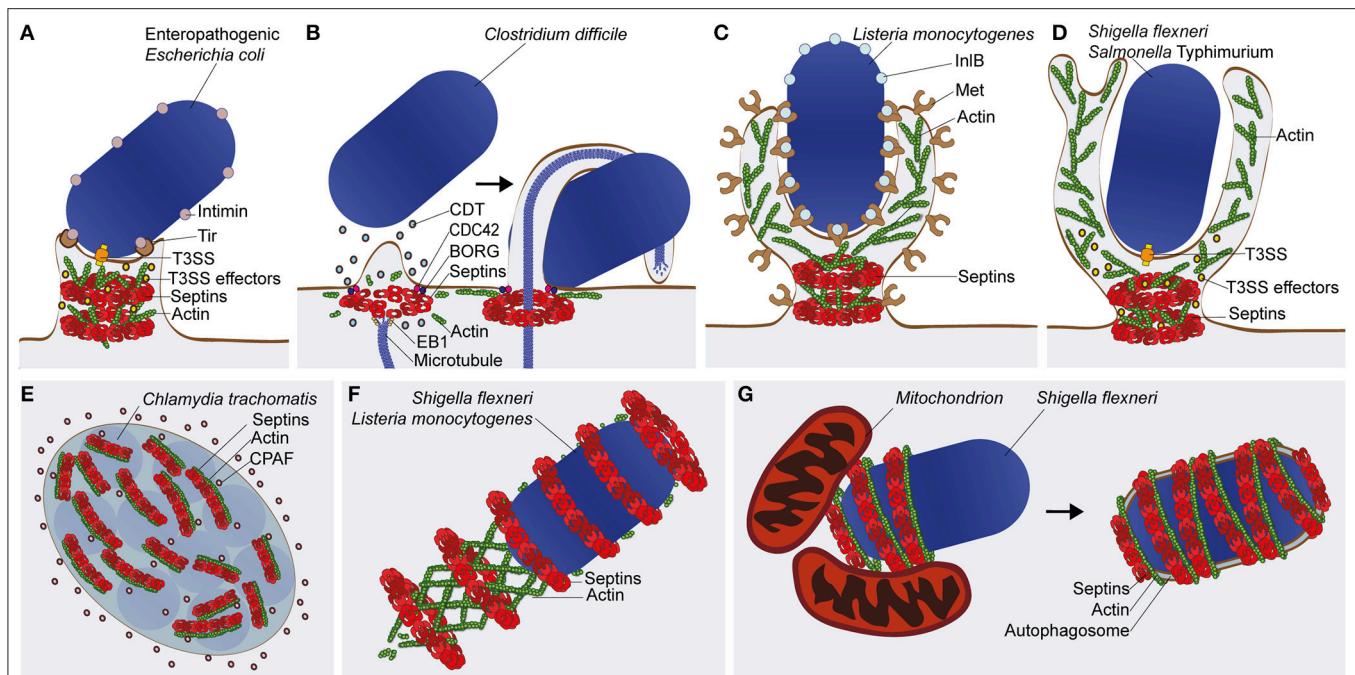 A
Enteropathogenic
Escherichia coli
Intimin
Tir
T3SS
T3SS effectors
Septins
Actin
B
Clostridium difficile
CDT
CDC42
BORG
Septins
Actin
EB1
Microtubule
C
Listeria monocytogenes
InlB
Met
Actin
Septins
D
Shigella flexneri
Salmonella Typhimurium
Actin
T3SS
T3SS effectors
Septins
E
Chlamydia trachomatis
Septins
Actin
CPAF
F
Shigella flexneri
Listeria monocytogenes
Septins
Actin
G
Mitochondrion
Shigella flexneri
Septins
Actin
Autophagosome